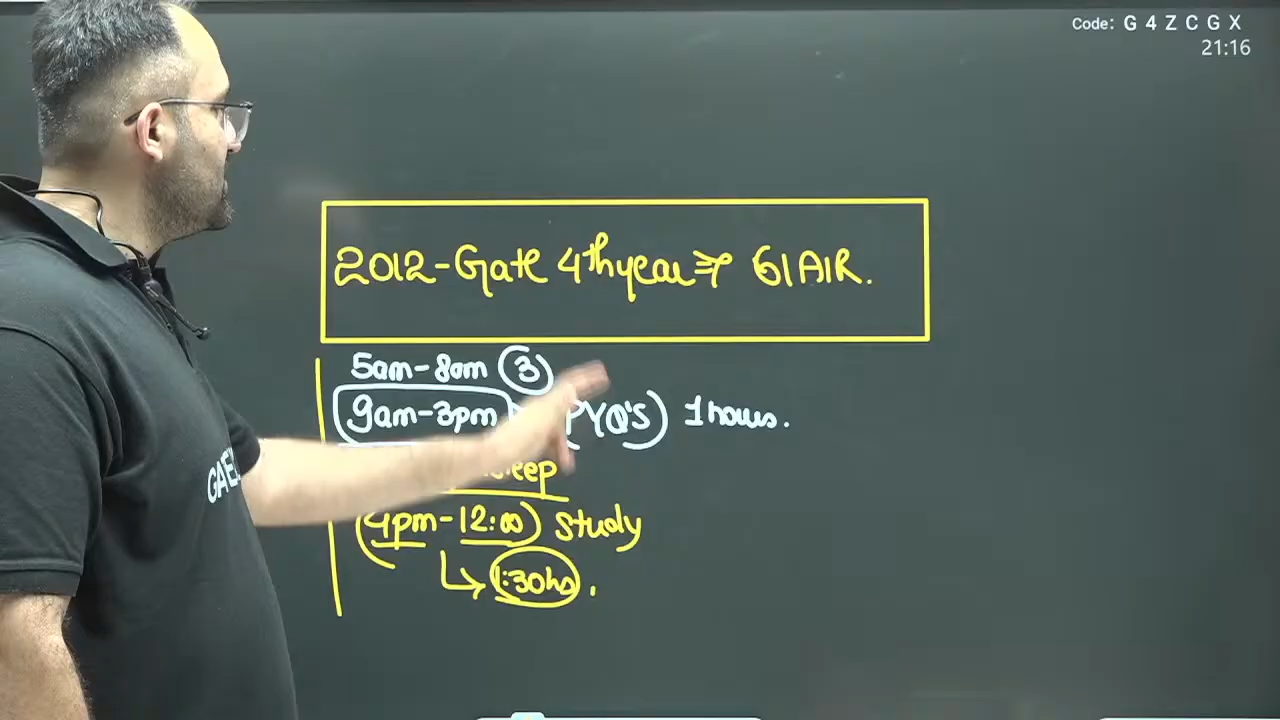 Code: G 4 Z C G X
21:16
2012-Gate 4th year ⇒ 61 AIR.
5am-8am 3
9am-3pm (PYQ'S) 1 hours.
(4pm-12:00) Study
↳ 1:30hs.